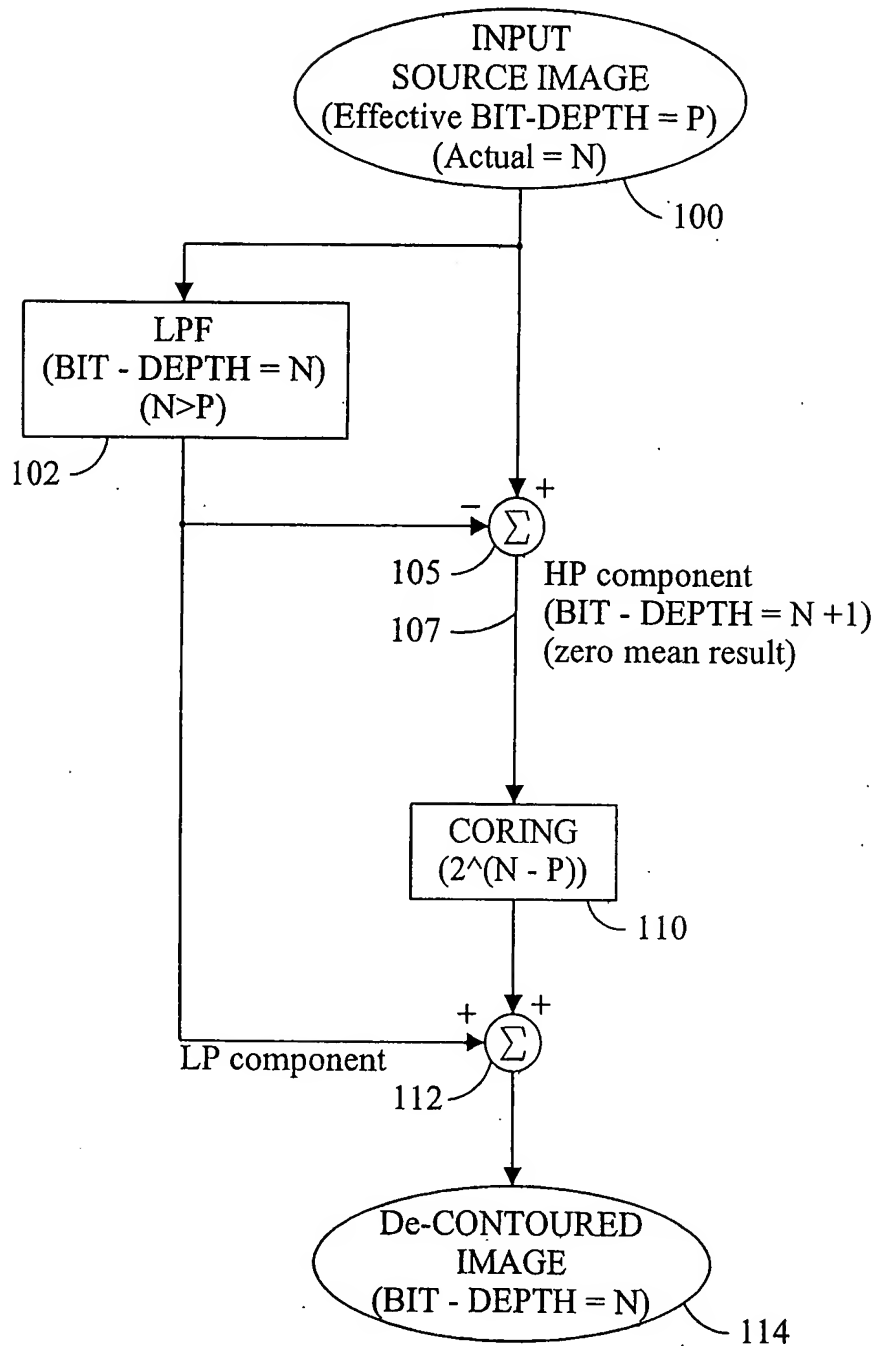 INPUT
SOURCE IMAGE
(Effective BIT-DEPTH = P)
(Actual = N)
100
LPF
(BIT - DEPTH = N)
(N>P)
102
+
−
Σ
105
107
HP component
(BIT - DEPTH = N +1)
(zero mean result)
CORING
(2^(N - P))
110
+
+
Σ
LP component
112
De-CONTOURED
IMAGE
(BIT - DEPTH = N)
114